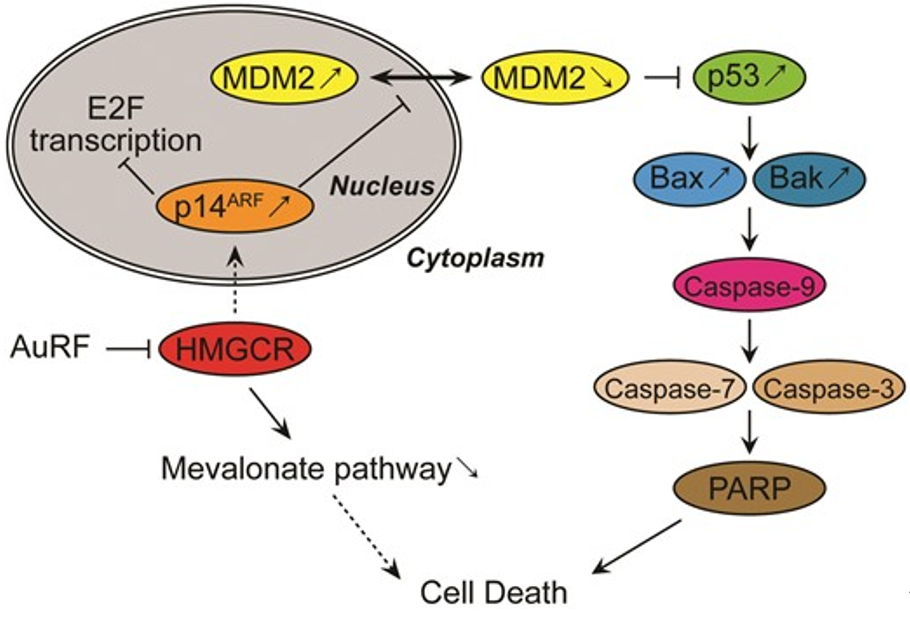 MDM2↗
MDM2↘
p53↗
E2F
transcription
Bax↗
Bak↗
Nucleus
p14ARF↗
Cytoplasm
Caspase-9
AuRF
HMGCR
Caspase-7
Caspase-3
Mevalonate pathway↘
PARP
Cell Death